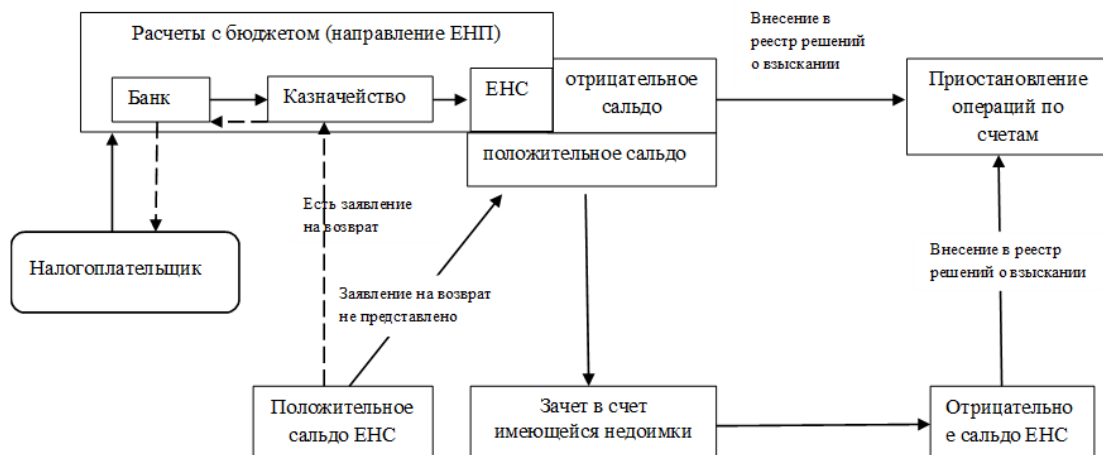 Расчеты с бюджетом (направление ЕНП)
Банк
Казначейство
ЕНС
отрицательное
сальдо
положительное сальдо
Внесение в
реестр решений
о взыскании
Приостановление
операций по
счетам
Есть заявление
на возврат
Налогоплательщик
Заявление на возврат
не представлено
Внесение в реестр
решений о взыскании
Положительное
сальдо ЕНС
Зачет в счет
имеющейся недоимки
Отрицательно
е сальдо ЕНС